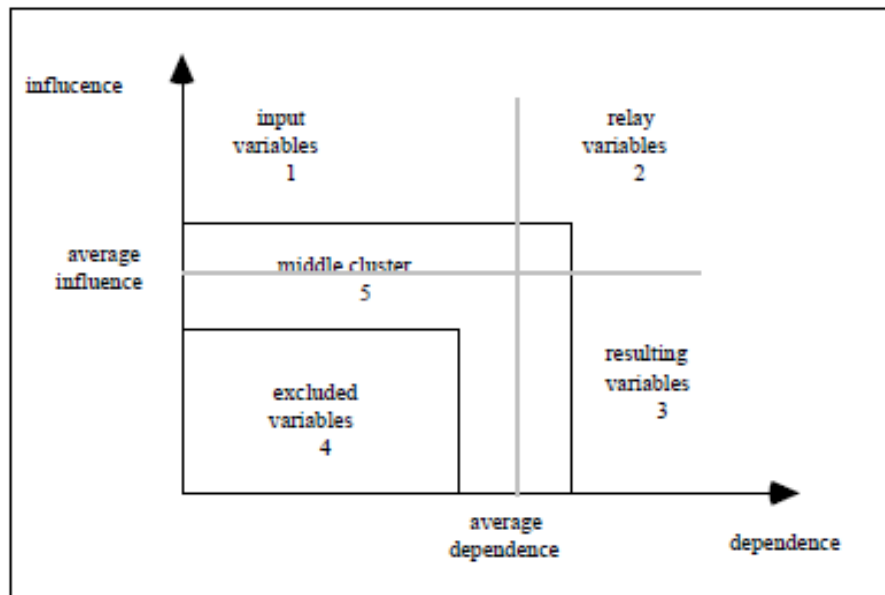 inflcuence
input
variables
1
relay
variables
2
average
influence
middle cluster
5
resulting
variables
3
excluded
variables
4
average
dependence
dependence